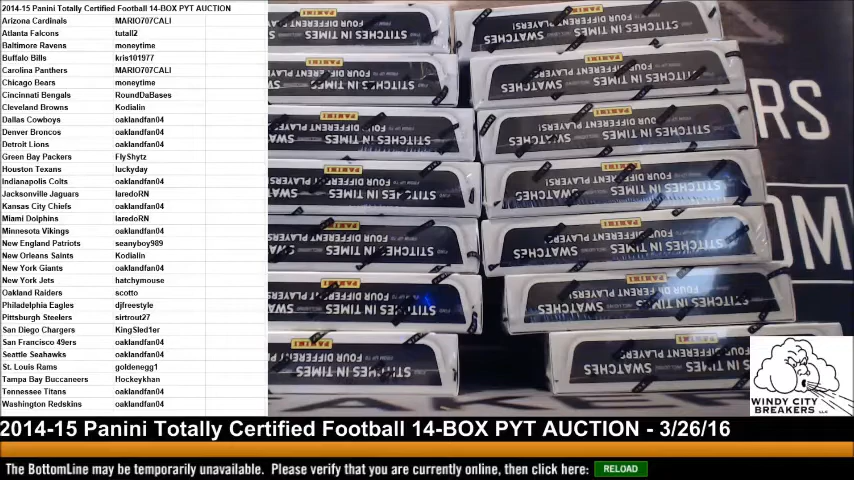 2014-15 Panini Totally Certified Football 14-BOX PYT AUCTION
Arizona Cardinals MARIO707CALI
Atlanta Falcons tutall2
Baltimore Ravens moneytime
Buffalo Bills kris101977
Carolina Panthers MARIO707CALI
Chicago Bears moneytime
Cincinnati Bengals RoundDaBases
Cleveland Browns Kodialin
Dallas Cowboys oaklandfan04
Denver Broncos oaklandfan04
Detroit Lions oaklandfan04
Green Bay Packers FlyShytz
Houston Texans luckyday
Indianapolis Colts oaklandfan04
Jacksonville Jaguars laredoRN
Kansas City Chiefs oaklandfan04
Miami Dolphins laredoRN
Minnesota Vikings oaklandfan04
New England Patriots seanyboy989
New Orleans Saints Kodialin
New York Giants oaklandfan04
New York Jets hatchymouse
Oakland Raiders scotto
Philadelphia Eagles djfreestyle
Pittsburgh Steelers sirtrout27
San Diego Chargers KingSled1er
San Francisco 49ers oaklandfan04
Seattle Seahawks oaklandfan04
St. Louis Rams goldenegg1
Tampa Bay Buccaneers Hockeykhan
Tennessee Titans oaklandfan04
Washington Redskins oaklandfan04
PANINI
FOUR DIFFERENT PLAYERS!
STITCHES IN TIMES SWATCHES
RS
OM
WINDY CITY
BREAKERS LLC
2014-15 Panini Totally Certified Football 14-BOX PYT AUCTION - 3/26/16
The BottomLine may be temporarily unavailable. Please verify that you are currently online, then click here: RELOAD